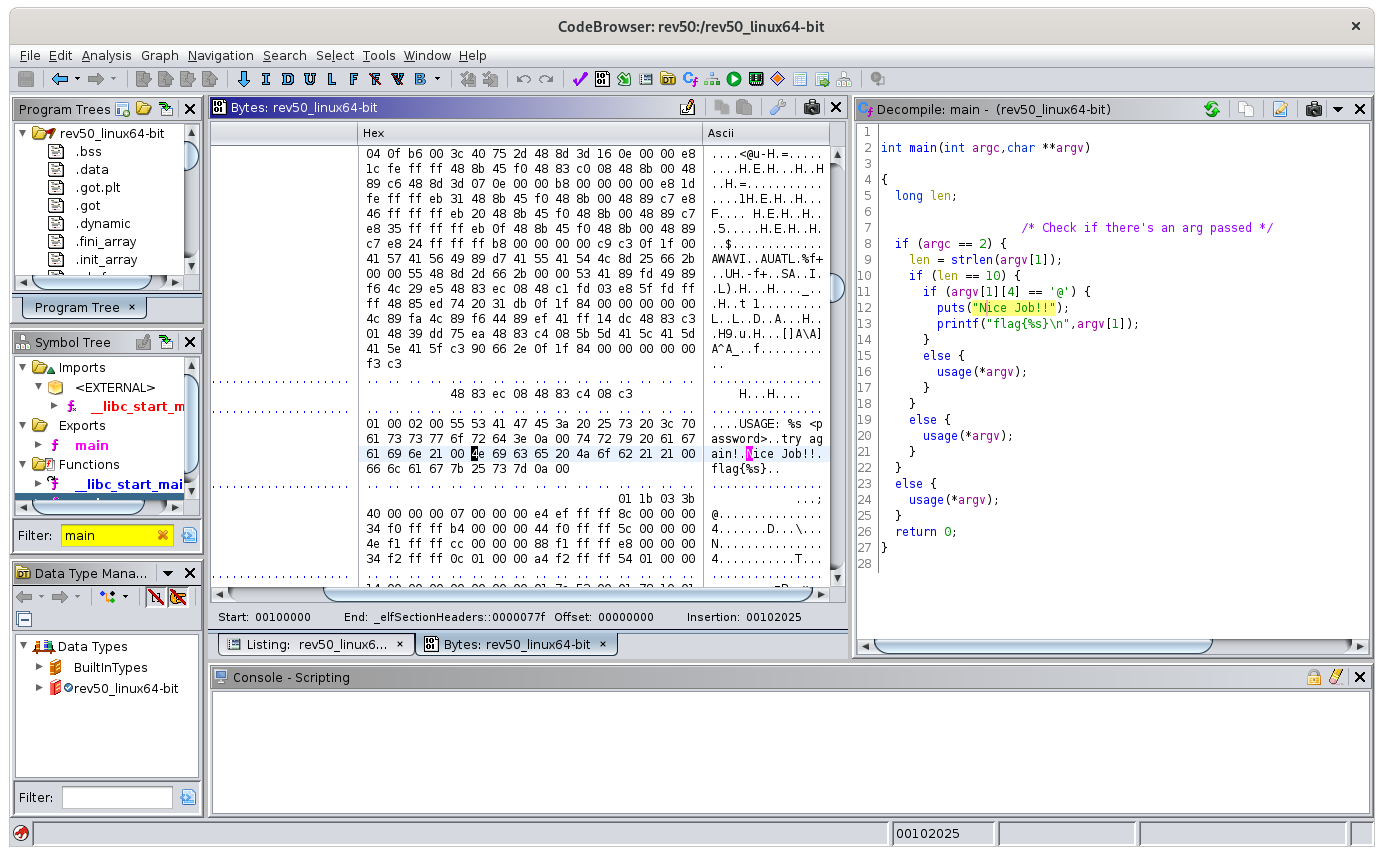 CodeBrowser: rev50:/rev50_linux64-bit
File Edit Analysis Graph Navigation Search Select Tools Window Help
Program Trees
rev50_linux64-bit
.bss
.data
.got.plt
.got
.dynamic
.fini_array
.init_array
Program Tree
Symbol Tree
Imports
<EXTERNAL>
__libc_start_m
Exports
main
Functions
__libc_start_mai
Filter: main
Data Type Mana...
Data Types
BuiltInTypes
rev50_linux64-bit
Filter:
Bytes: rev50_linux64-bit
Hex Ascii
04 0f b6 00 3c 40 75 2d 48 8d 3d 16 0e 00 00 e8 ....<@u-H.=.....
1c fe ff ff 48 8b 45 f0 48 83 c0 08 48 8b 00 48 ....H.E.H...H..H
89 c6 48 8d 3d 07 0e 00 00 b8 00 00 00 00 e8 1d ..H.=...........
fe ff ff eb 31 48 8b 45 f0 48 8b 00 48 89 c7 e8 ....1H.E.H..H...
46 ff ff ff eb 20 48 8b 45 f0 48 8b 00 48 89 c7 F.... H.E.H..H..
e8 35 ff ff ff eb 0f 48 8b 45 f0 48 8b 00 48 89 .5.....H.E.H..H.
c7 e8 24 ff ff ff b8 00 00 00 00 c9 c3 0f 1f 00 ..$.............
41 57 41 56 49 89 d7 41 55 41 54 4c 8d 25 66 2b AWAVI..AUATL.%f+
00 00 55 48 8d 2d 66 2b 00 00 53 41 89 fd 49 89 ..UH.-f+..SA..I.
f6 4c 29 e5 48 83 ec 08 48 c1 fd 03 e8 5f fd ff .L).H...H...._..
ff 48 85 ed 74 20 31 db 0f 1f 84 00 00 00 00 00 .H..t 1.........
4c 89 fa 4c 89 f6 44 89 ef 41 ff 14 dc 48 83 c3 L..L..D..A...H..
01 48 39 dd 75 ea 48 83 c4 08 5b 5d 41 5c 41 5d .H9.u.H...[]A\A]
41 5e 41 5f c3 90 66 2e 0f 1f 84 00 00 00 00 00 A^A_..f.........
f3 c3 ..
48 83 ec 08 48 83 c4 08 c3 H...H....
01 00 02 00 55 53 41 47 45 3a 20 25 73 20 3c 70 ....USAGE: %s <p
61 73 73 77 6f 72 64 3e 0a 00 74 72 79 20 61 67 assword>..try ag
61 69 6e 21 00 4e 69 63 65 20 4a 6f 62 21 21 00 ain!.Nice Job!!.
66 6c 61 67 7b 25 73 7d 0a 00 flag{%s}..
01 1b 03 3b ...;
40 00 00 00 07 00 00 00 e4 ef ff ff 8c 00 00 00 @...............
34 f0 ff ff b4 00 00 00 44 f0 ff ff 5c 00 00 00 4.......D...\...
4e f1 ff ff cc 00 00 00 88 f1 ff ff e8 00 00 00 N...............
34 f2 ff ff 0c 01 00 00 a4 f2 ff ff 54 01 00 00 4...........T...
Start: 00100000 End: _elfSectionHeaders::0000077f Offset: 00000000 Insertion: 00102025
Listing: rev50_linux6... Bytes: rev50_linux64-bit
Decompile: main - (rev50_linux64-bit)
1
2 int main(int argc,char **argv)
3
4 {
5 long len;
6
7 /* Check if there's an arg passed */
8 if (argc == 2) {
9 len = strlen(argv[1]);
10 if (len == 10) {
11 if (argv[1][4] == '@') {
12 puts("Nice Job!!");
13 printf("flag{%s}\n",argv[1]);
14 }
15 else {
16 usage(*argv);
17 }
18 }
19 else {
20 usage(*argv);
21 }
22 }
23 else {
24 usage(*argv);
25 }
26 return 0;
27 }
28
Console - Scripting
00102025